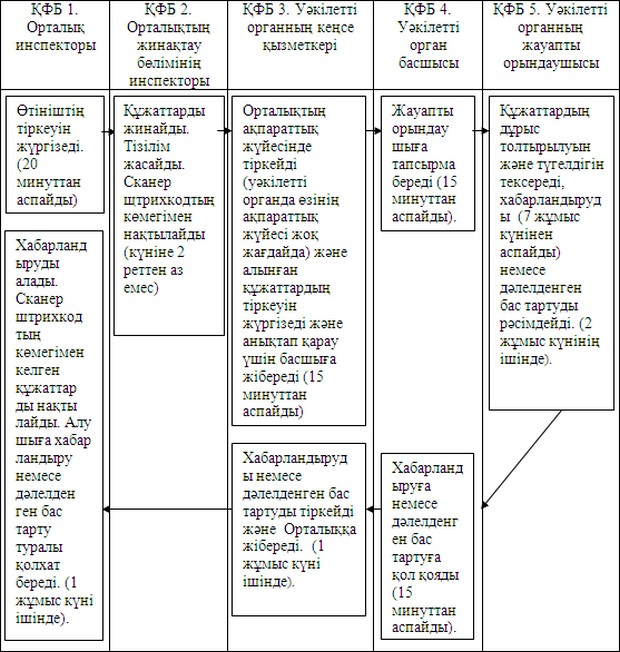 ҚФБ 1.
Орталық
инспекторы
ҚФБ 2.
Орталықтың
жинақтау
бөлімінің
инспекторы
ҚФБ 3. Уәкілетті
органның кеңсе
қызметкері
ҚФБ 4.
Уәкілетті
орган
басшысы
ҚФБ 5. Уәкілетті
органның
жауапты
орындаушысы
Өтініштің
тіркеуін
жүргізеді.
(20
минуттан
аспайды)
Құжаттарды
жинайды.
Тізілім
жасайды.
Сканер
штрихкодтың
көмегімен
нақтылайды
(күніне 2
реттен аз
емес)
Орталықтың
ақпараттық
жүйесінде
тіркейді
(уәкілетті
органда өзінің
ақпараттық
жүйесі жоқ
жағдайда) және
алынған
құжаттардың
тіркеуін
жүргізеді және
анықтап қарау
үшін басшыға
жібереді (15
минуттан
аспайды)
Жауапты
орындау
шыға
тапсырма
береді (15
минуттан
аспайды).
Құжаттардың
дұрыс
толтырылуын
және түгелдігін
тексереді,
хабарландыруд
ы (7 жұмыс
күнінен
аспайды)
немесе
дәлелденген
бас тартуды
рәсімдейді. (2
жұмыс күнінің
ішінде).
Хабарланд
ыруды
алады.
Сканер
штрихкод
тың
көмегімен
келген
құжаттар
ды нақты
лайды. Алу
шыға хабар
ландыру
немесе
дәлелден
ген бас
тарту
туралы
қолхат
береді. (1
жұмыс күні
ішінде).
Хабарландыруд
ы немесе
дәлелденген бас
тартуды тіркейді
және Орталыққа
жібереді. (1
жұмыс күні
ішінде).
Хабарланд
ыруға
немесе
дәлелденг
ен бас
тартуға
қол қояды
(15
минуттан
аспайды).